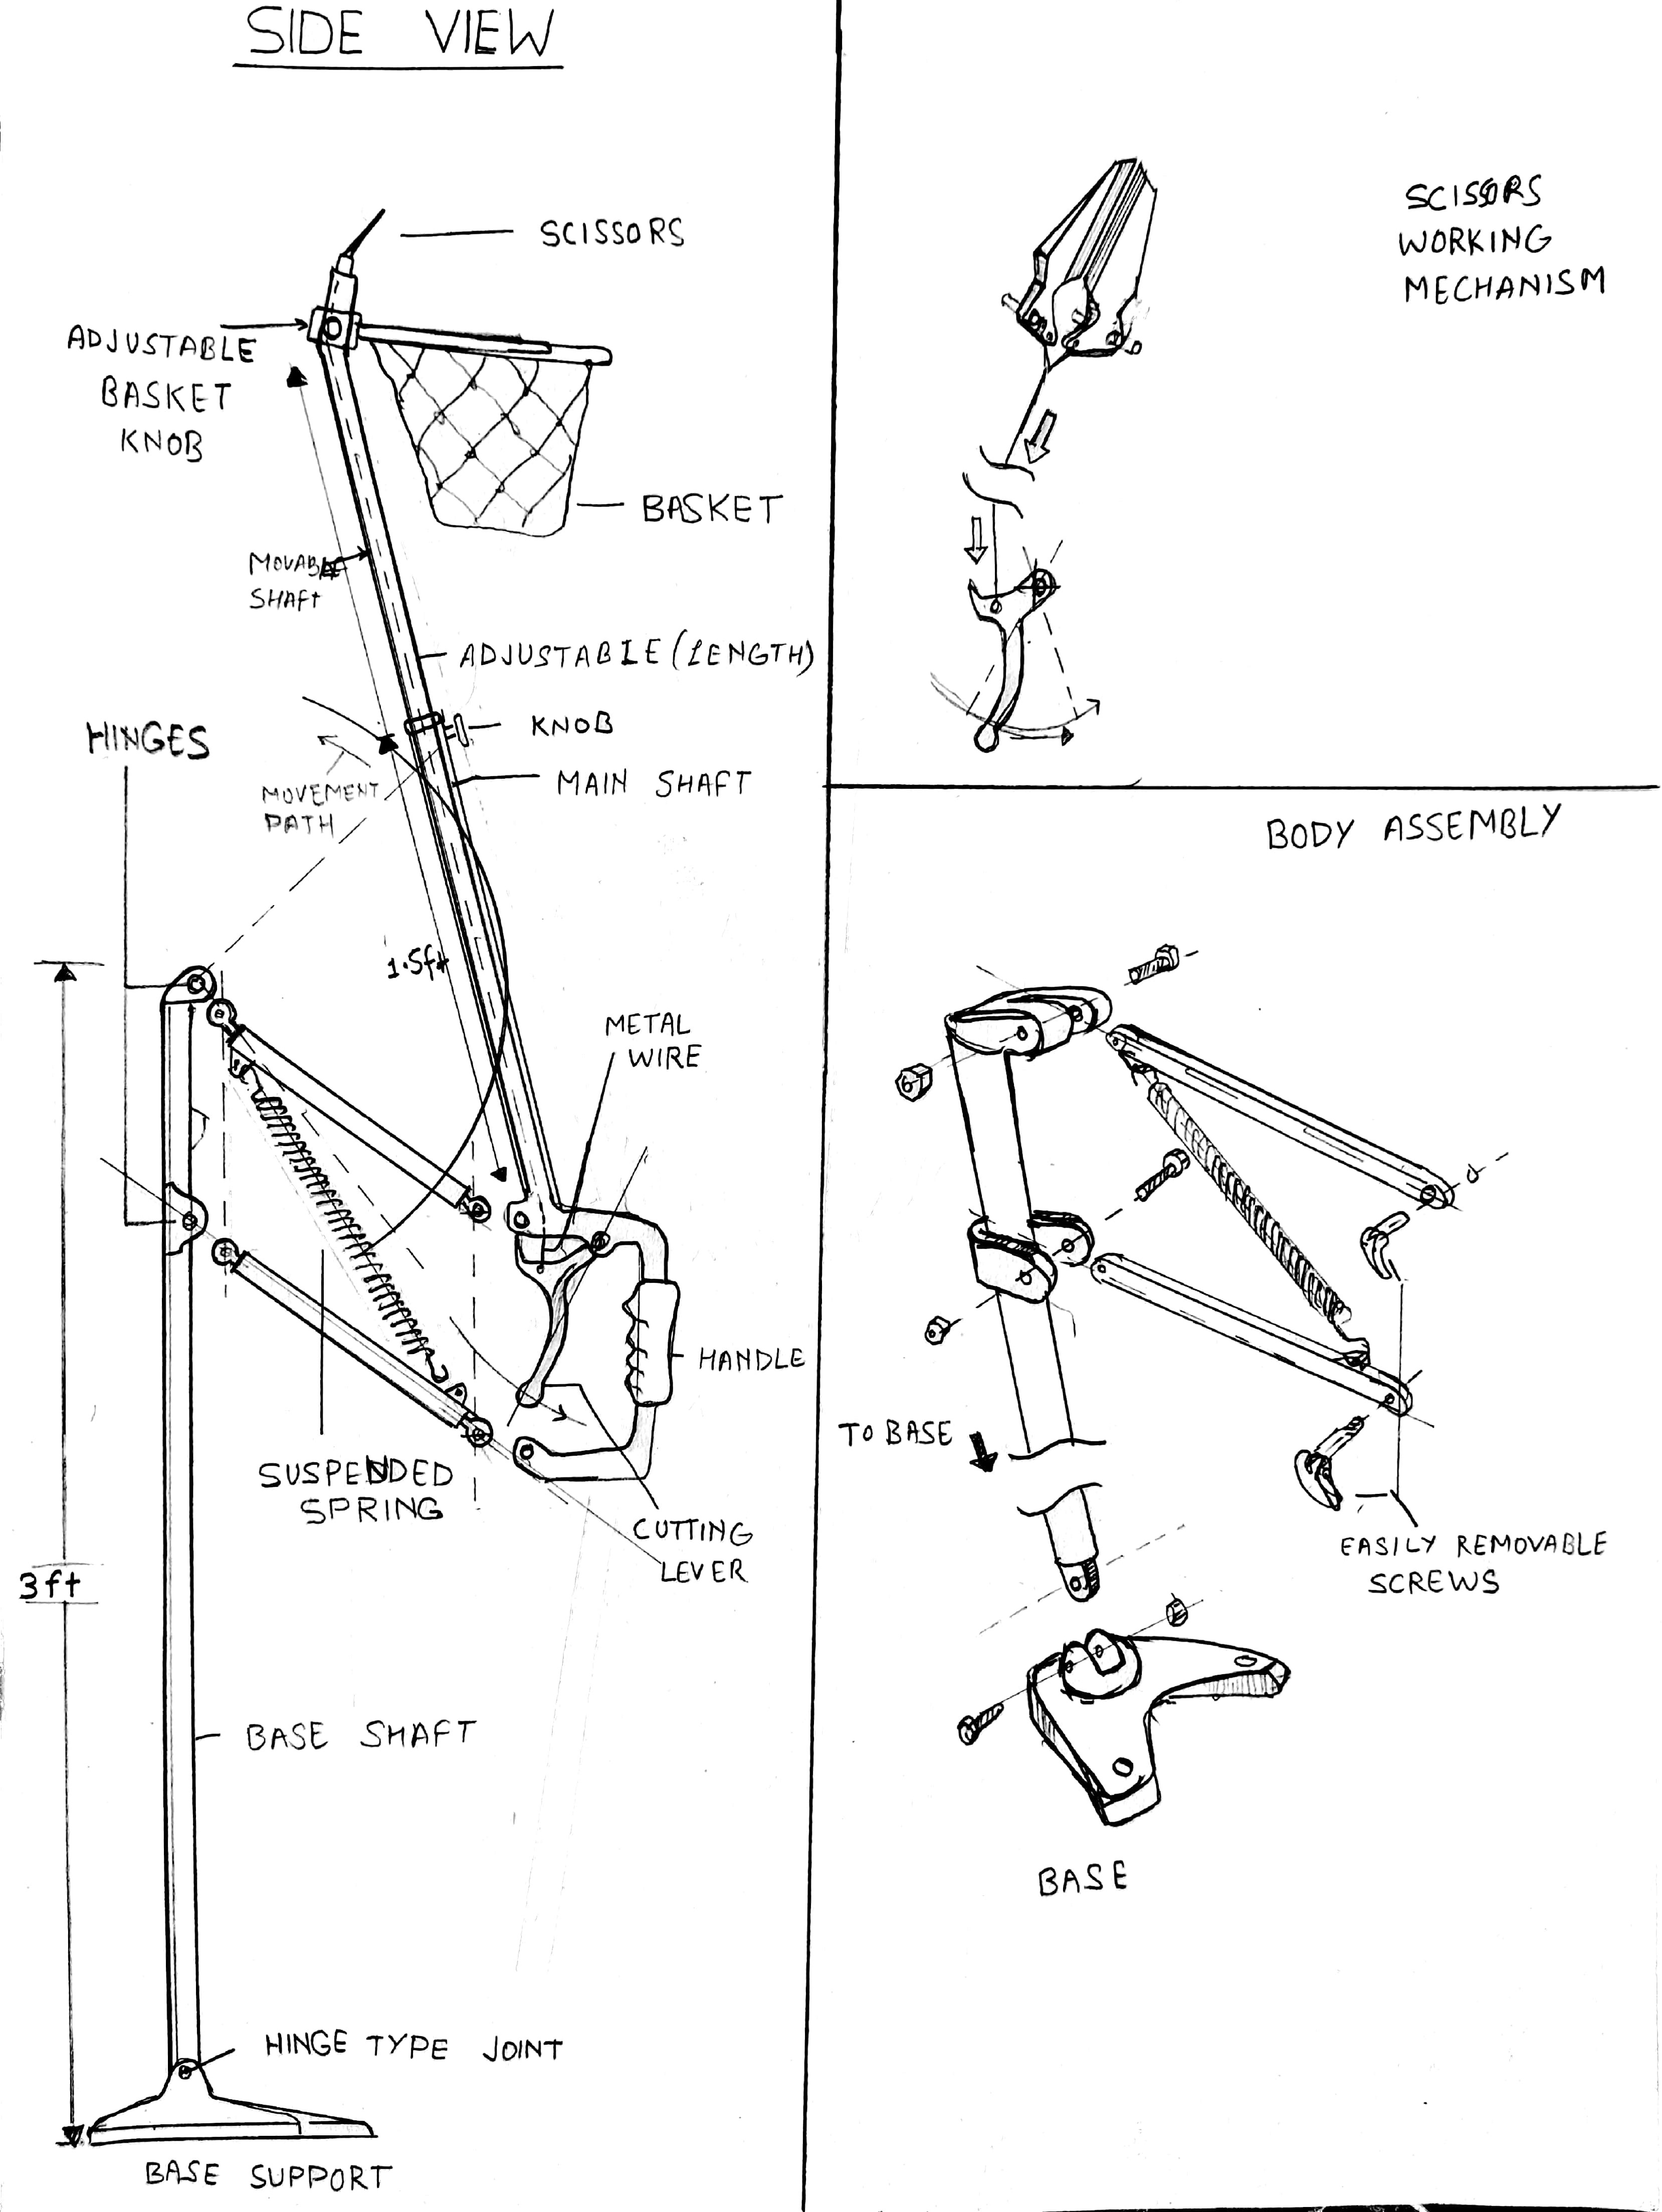 SIDE VIEW
SCISSORS
ADJUSTABLE
BASKET
KNOB
BASKET
MOVABLE
SHAFT
ADJUSTABLE (LENGTH)
KNOB
HINGES
MAIN SHAFT
MOVEMENT
PATH
1.5ft
METAL
WIRE
HANDLE
SUSPENDED
SPRING
CUTTING
LEVER
3ft
BASE SHAFT
HINGE TYPE JOINT
BASE SUPPORT
SCISSORS
WORKING
MECHANISM
BODY ASSEMBLY
TO BASE
EASILY REMOVABLE
SCREWS
BASE